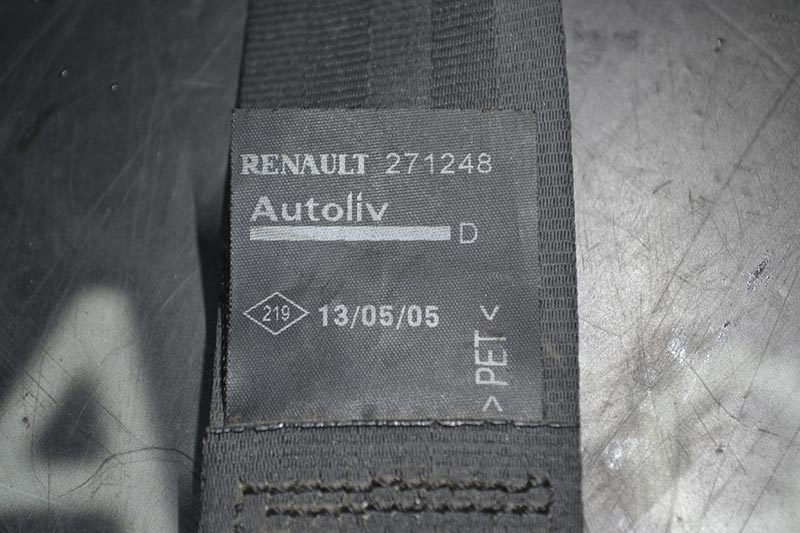 RENAULT 271248
Autoliv
D
219 13/05/05
>PET<